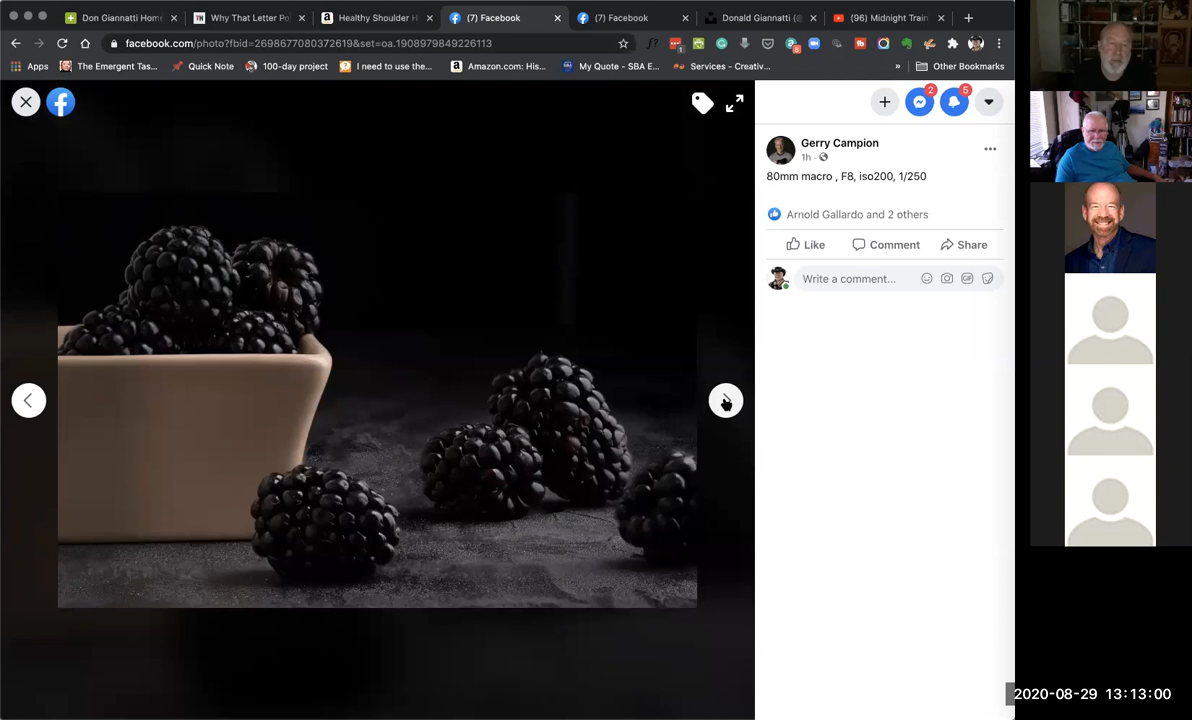 Don Giannatti Hom
Why That Letter Po
Healthy Shoulder H
(7) Facebook
(7) Facebook
Donald Giannatti (@
(96) Midnight Train
facebook.com/photo?fbid=2698677080372619&set=oa.1908979849226113
Apps
The Emergent Tas...
Quick Note
100-day project
I need to use the...
Amazon.com: His...
My Quote - SBA E...
Services - Creativ...
»
Other Bookmarks
2
5
Gerry Campion
1h ·
80mm macro , F8, iso200, 1/250
Arnold Gallardo and 2 others
Like
Comment
Share
Write a comment...
2020-08-29 13:13:00